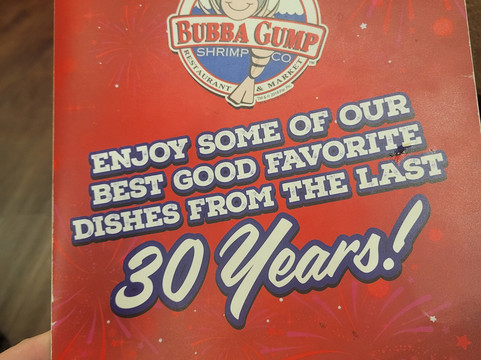 BUBBA GUMP
SHRIMP CO.
RESTAURANT & MARKET
ENJOY SOME OF OUR
BEST GOOD FAVORITE
DISHES FROM THE LAST
30 Years!